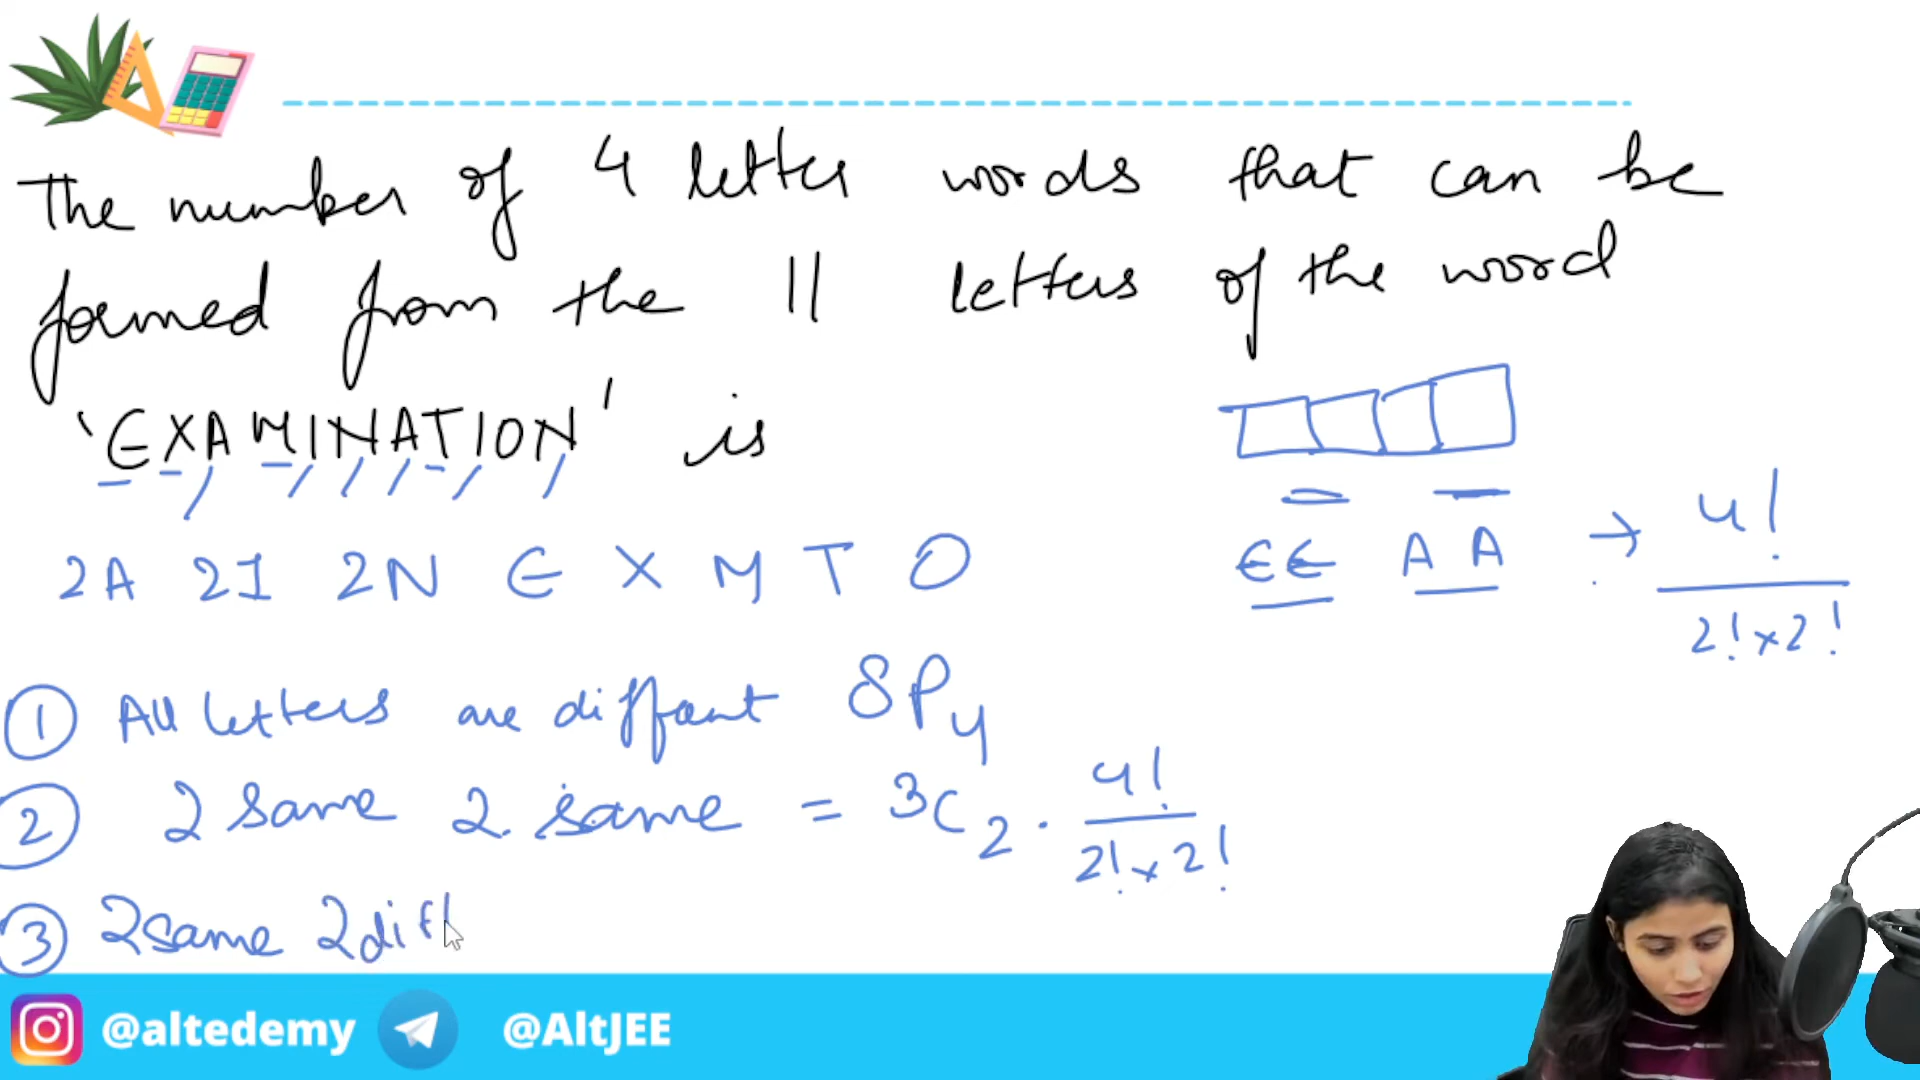 The number of 4 letter words that can be
formed from the 11 letters of the word
'EXAMINATION' is
2A 2I 2N E X M T O
EE AA → 4!/2!×2!
① All letters are different 8P4
② 2 same 2 same = 3C2 · 4!/2!×2!
③ 2same 2diff
@altedemy @AltJEE